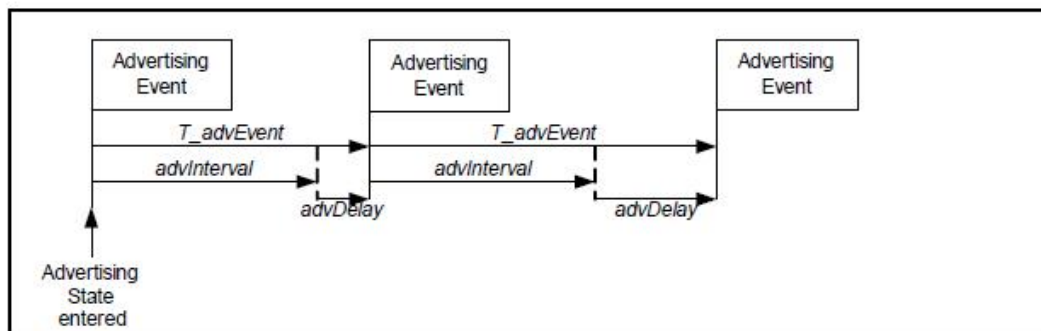 Advertising
Event
Advertising
Event
Advertising
Event
T_advEvent
T_advEvent
advInterval
advInterval
advDelay
advDelay
Advertising
State
entered